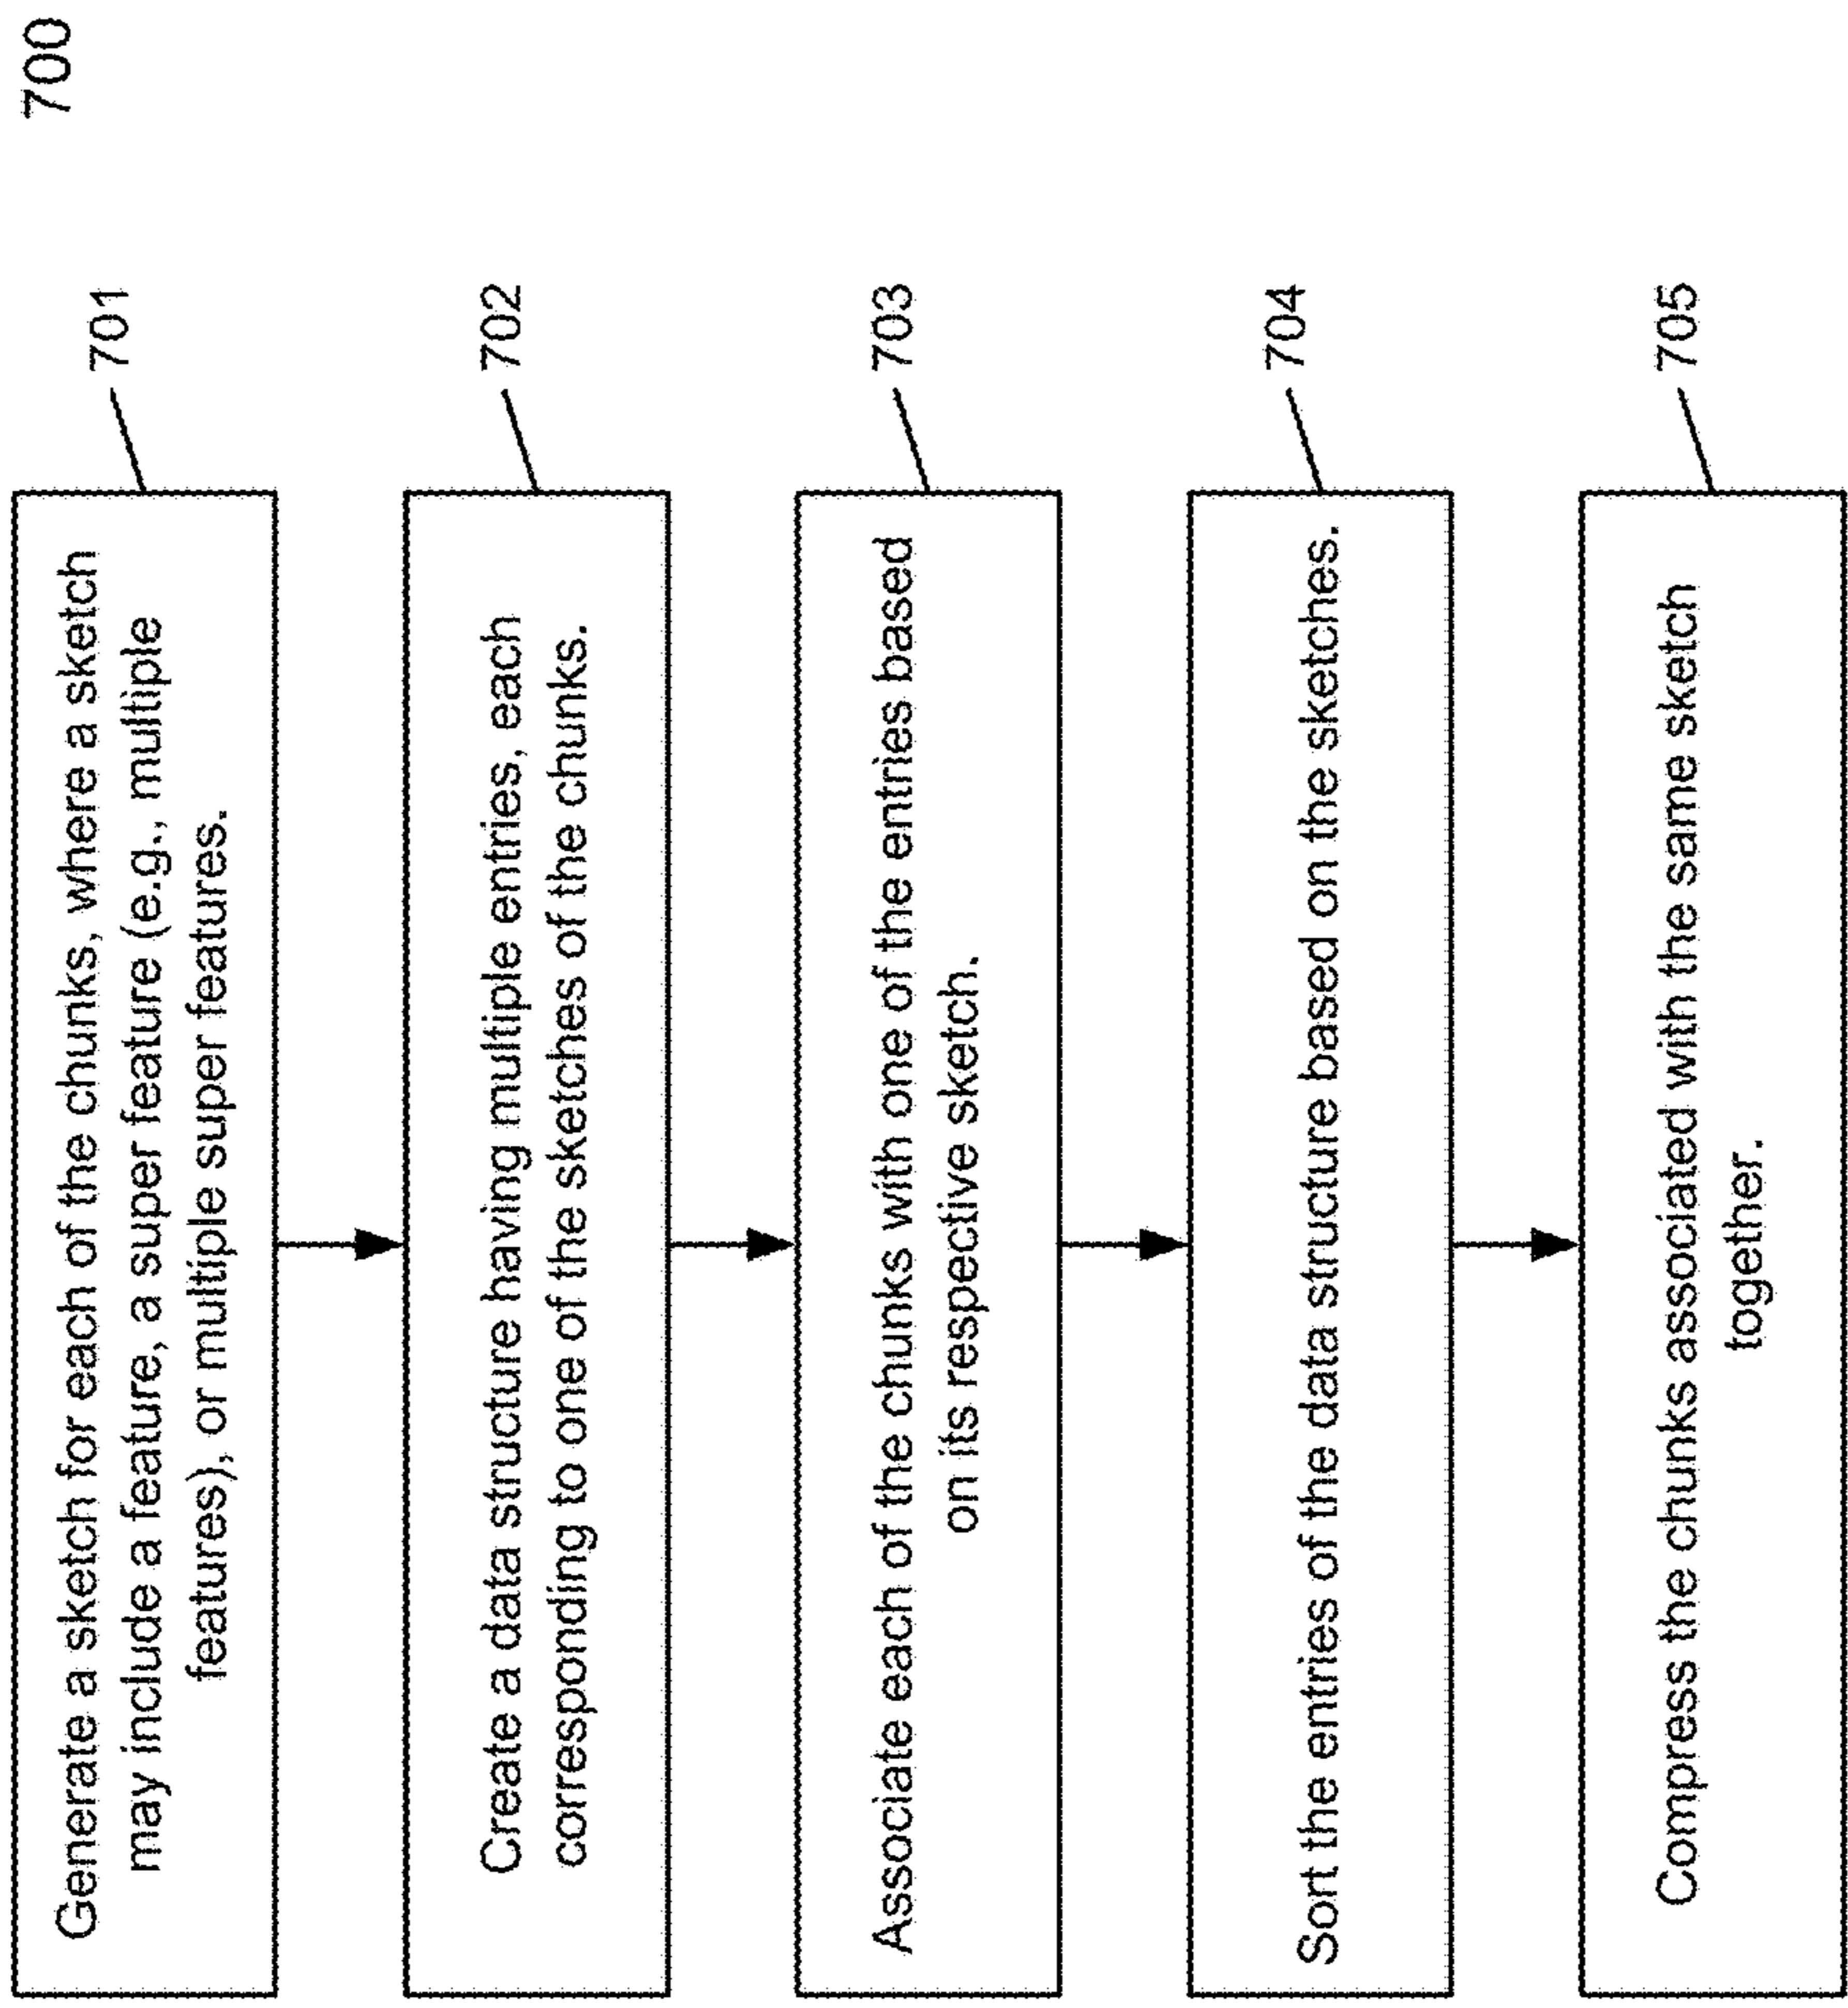 700
Generate a sketch for each of the chunks, where a sketch
may include a feature, a super feature (e.g., multiple
features), or multiple super features.
701
Create a data structure having multiple entries, each
corresponding to one of the sketches of the chunks.
702
Associate each of the chunks with one of the entries based
on its respective sketch.
703
Sort the entries of the data structure based on the sketches.
704
Compress the chunks associated with the same sketch
together.
705